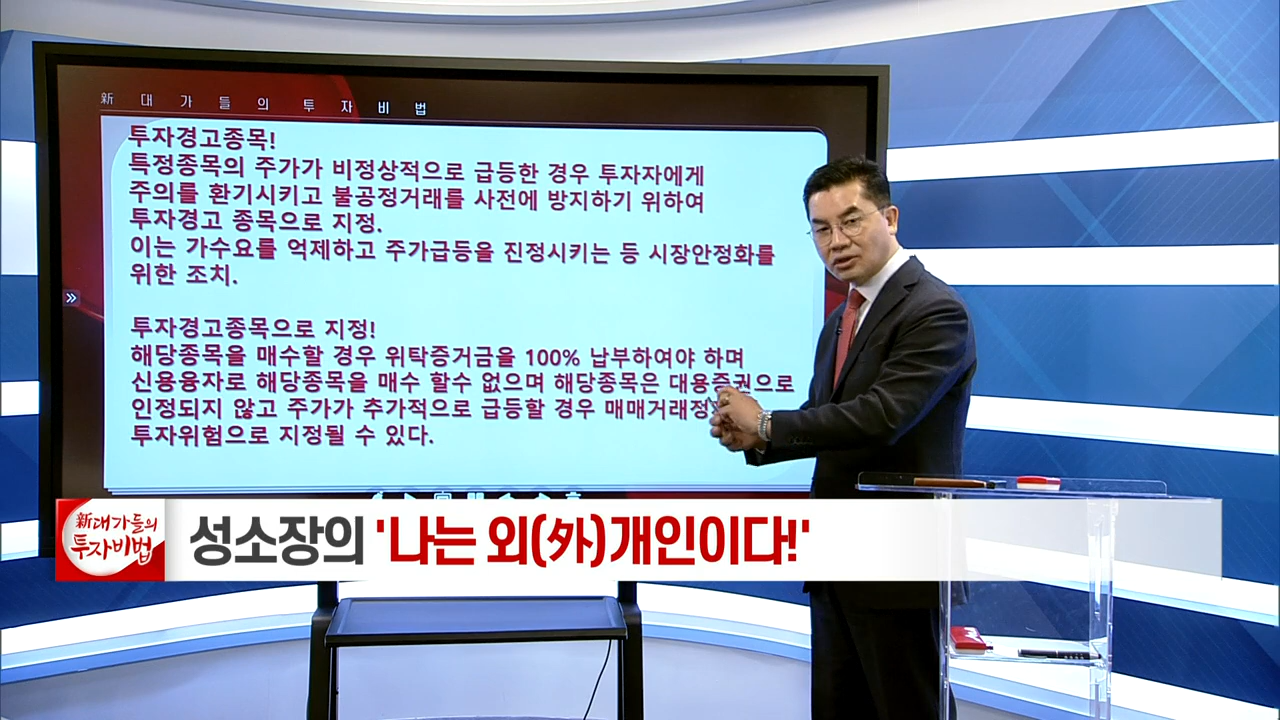 新 대 가 들 의 투 자 비 법
투자경고종목!
특정종목의 주가가 비정상적으로 급등한 경우 투자자에게
주의를 환기시키고 불공정거래를 사전에 방지하기 위하여
투자경고 종목으로 지정.
이는 가수요를 억제하고 주가급등을 진정시키는 등 시장안정화를
위한 조치.
투자경고종목으로 지정!
해당종목을 매수할 경우 위탁증거금을 100% 납부하여야 하며
신용융자로 해당종목을 매수 할수 없으며 해당종목은 대용증권으로
인정되지 않고 주가가 추가적으로 급등할 경우 매매거래정
투자위험으로 지정될 수 있다.
新대가들의
투자비법
성소장의 '나는 외(外)개인이다!'